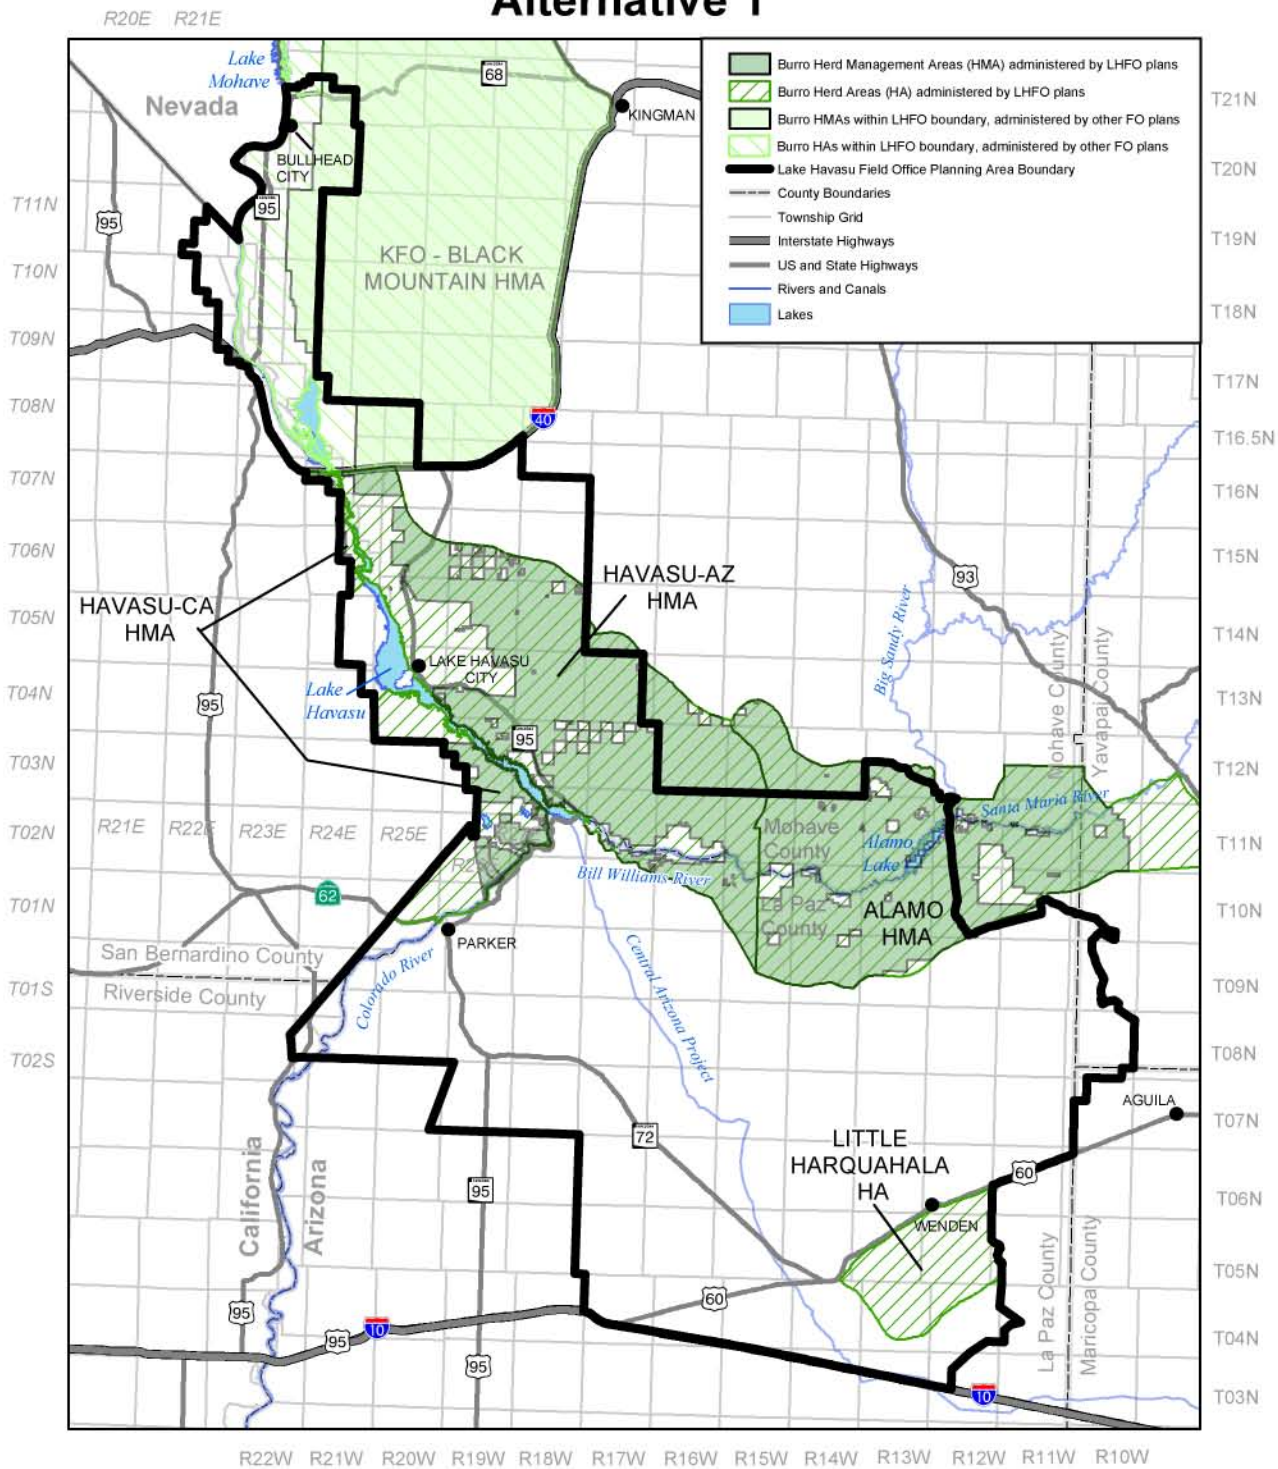 Alternative 1
R20E R21E
Lake
Mohave
Nevada
68
KINGMAN
BULLHEAD
CITY
95
95
KFO - BLACK
MOUNTAIN HMA
Burro Herd Management Areas (HMA) administered by LHFO plans
Burro Herd Areas (HA) administered by LHFO plans
Burro HMAs within LHFO boundary, administered by other FO plans
Burro HAs within LHFO boundary, administered by other FO plans
Lake Havasu Field Office Planning Area Boundary
County Boundaries
Township Grid
Interstate Highways
US and State Highways
Rivers and Canals
Lakes
T21N
T20N
T19N
T18N
T17N
T16.5N
T16N
T15N
T14N
T13N
T12N
T11N
T10N
T09N
T08N
T07N
T06N
T05N
T04N
T03N
T11N
T10N
T09N
T08N
T07N
T06N
T05N
T04N
T03N
T02N
T01N
T01S
T02S
40
HAVASU-CA
HMA
HAVASU-AZ
HMA
93
Big Sandy River
Mohave County
Yavapai County
LAKE HAVASU
CITY
Lake
Havasu
95
95
Santa Maria River
R21E R22E R23E R24E R25E
Mohave
County
Alamo
Lake
Bill Williams River
La Paz
County
ALAMO
HMA
62
PARKER
San Bernardino County
Riverside County
Colorado River
Central Arizona Project
AGUILA
72
LITTLE
HARQUAHALA
HA
60
WENDEN
95
California
Arizona
La Paz County
Maricopa County
60
95
10
95
95
10
R22W R21W R20W R19W R18W R17W R16W R15W R14W R13W R12W R11W R10W